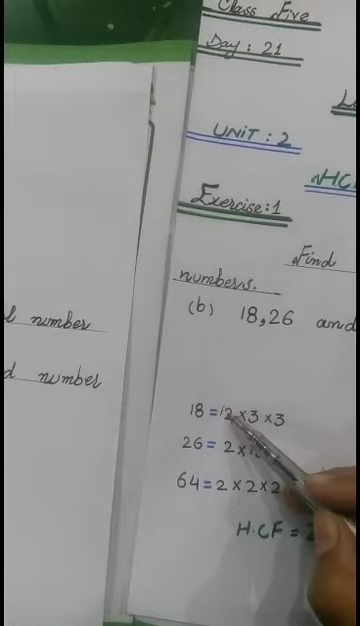 Class Five
Day: 21
UNIT: 2
H.C
Exercise:1
Find
numbers.
(b) 18,26 and
number
number
18 = 2 × 3 × 3
26 = 2 ×
64 = 2 × 2 × 2
H.C.F = 2